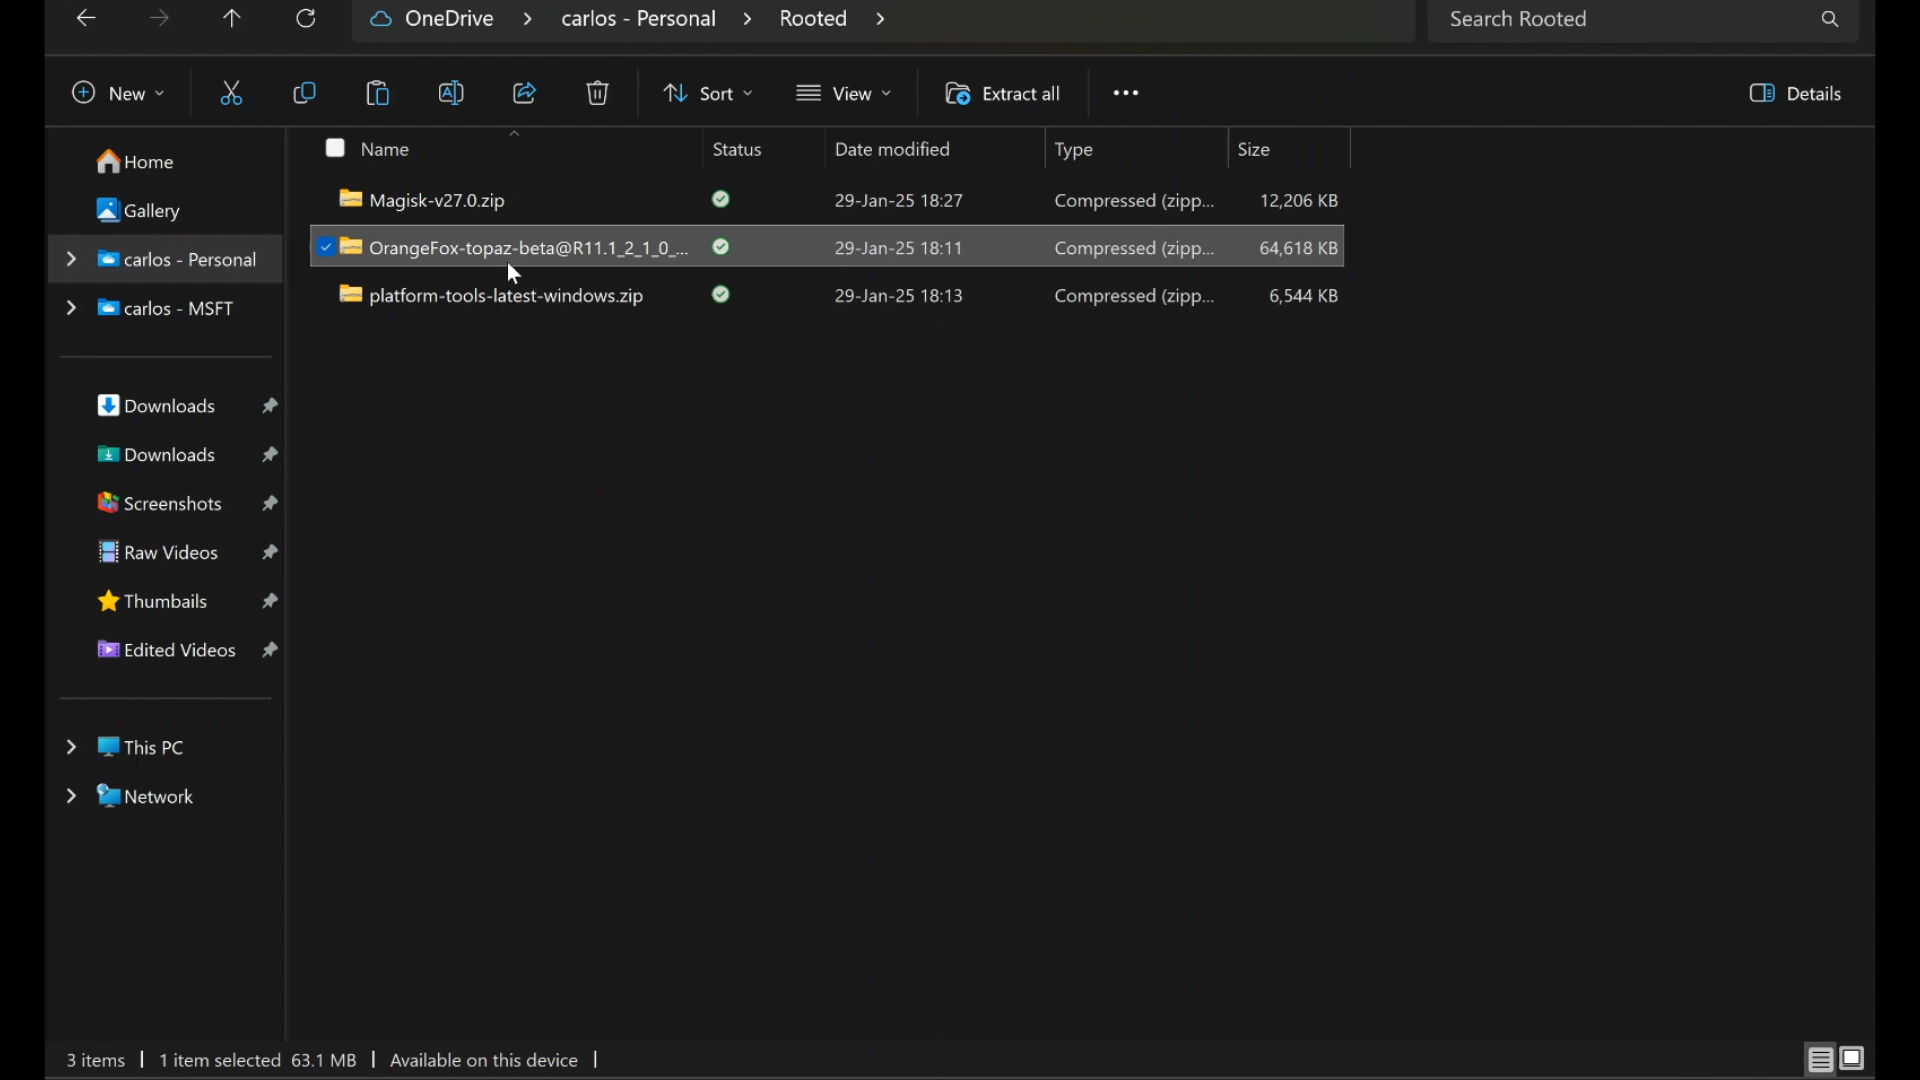 OneDrive > carlos - Personal > Rooted >
Search Rooted
New
Sort
View
Extract all
Details
Name Status Date modified Type Size
Magisk-v27.0.zip 29-Jan-25 18:27 Compressed (zipp... 12,206 KB
OrangeFox-topaz-beta@R11.1_2_1_0_... 29-Jan-25 18:11 Compressed (zipp... 64,618 KB
platform-tools-latest-windows.zip 29-Jan-25 18:13 Compressed (zipp... 6,544 KB
Home
Gallery
carlos - Personal
carlos - MSFT
Downloads
Downloads
Screenshots
Raw Videos
Thumbails
Edited Videos
This PC
Network
3 items | 1 item selected 63.1 MB | Available on this device |